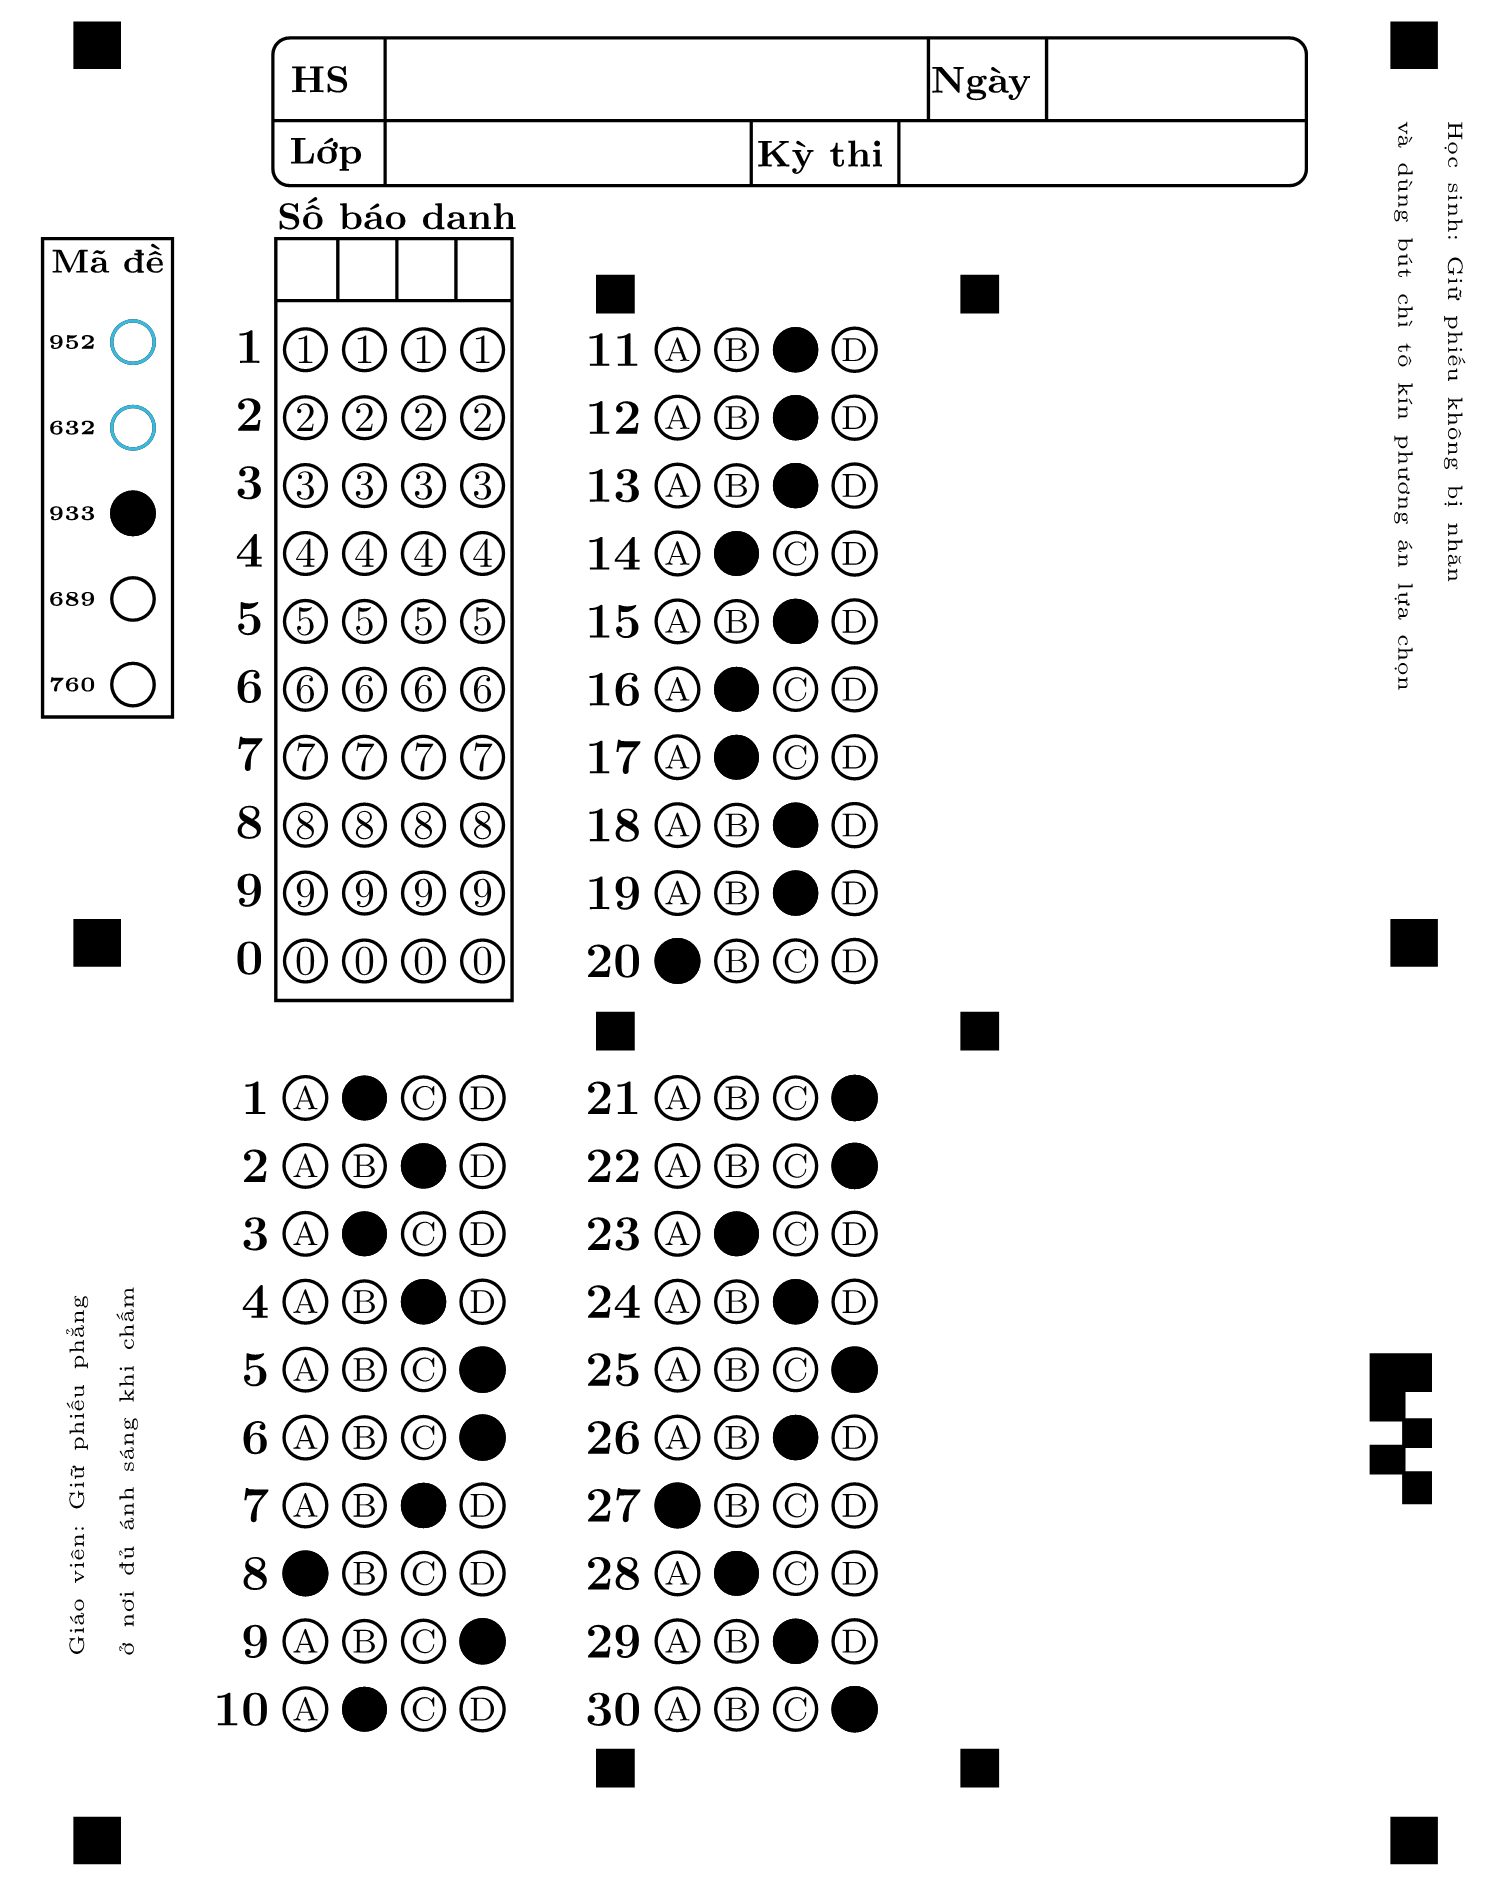 HS
Ngày
Lớp
Kỳ thi
Số báo danh
Mã đề
952
632
933
689
760
1 1 1 1 1
2 2 2 2 2
3 3 3 3 3
4 4 4 4 4
5 5 5 5 5
6 6 6 6 6
7 7 7 7 7
8 8 8 8 8
9 9 9 9 9
0 0 0 0 0
11 A B D
12 A B D
13 A B D
14 A C D
15 A B D
16 A C D
17 A C D
18 A B D
19 A B D
20 B C D
1 A C D
2 A B D
3 A C D
4 A B D
5 A B C
6 A B C
7 A B D
8 B C D
9 A B C
10 A C D
21 A B C
22 A B C
23 A C D
24 A B D
25 A B C
26 A B D
27 B C D
28 A C D
29 A B D
30 A B C
Học sinh: Giữ phiếu không bị nhăn
và dùng bút chì tô kín phương án lựa chọn
Giáo viên: Giữ phiếu phẳng
ở nơi đủ ánh sáng khi chấm